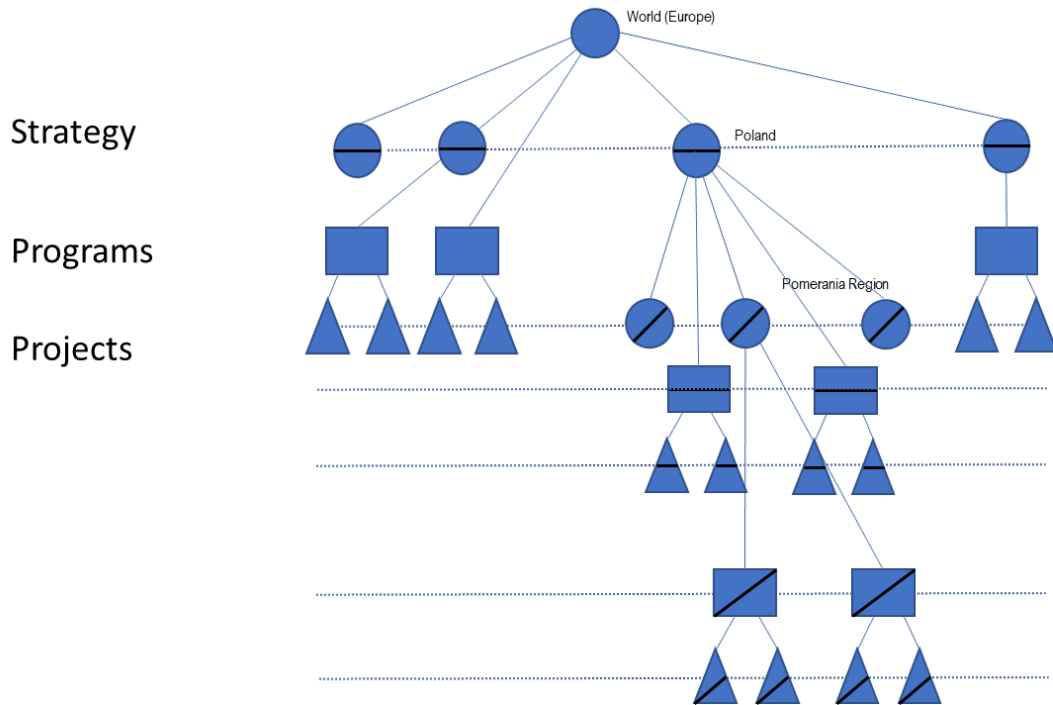 World (Europe)
Strategy
Poland
Programs
Pomerania Region
Projects